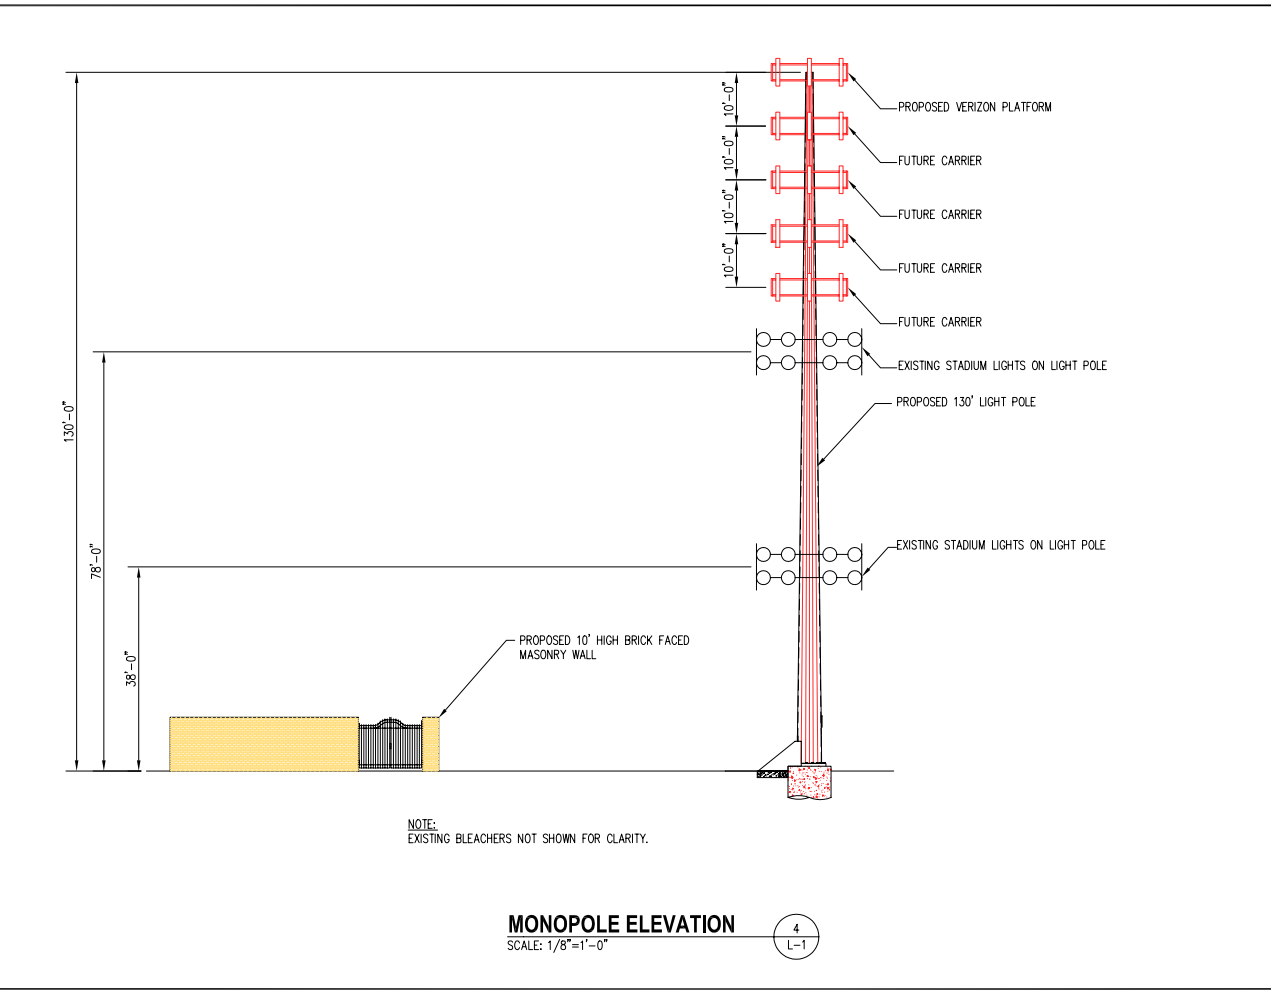 PROPOSED VERIZON PLATFORM
10'-0"
FUTURE CARRIER
10'-0"
FUTURE CARRIER
10'-0"
FUTURE CARRIER
10'-0"
FUTURE CARRIER
EXISTING STADIUM LIGHTS ON LIGHT POLE
PROPOSED 130' LIGHT POLE
130'-0"
78'-0"
EXISTING STADIUM LIGHTS ON LIGHT POLE
38'-0"
PROPOSED 10' HIGH BRICK FACED
MASONRY WALL
NOTE:
EXISTING BLEACHERS NOT SHOWN FOR CLARITY.
MONOPOLE ELEVATION
SCALE: 1/8"=1'-0"
4
L-1